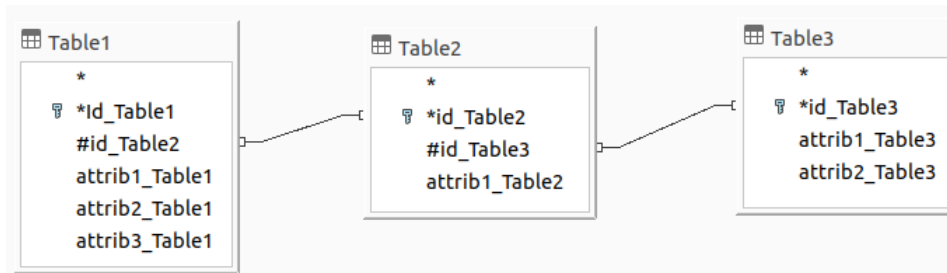 Table1
*
*Id_Table1
#id_Table2
attrib1_Table1
attrib2_Table1
attrib3_Table1
Table2
*
*id_Table2
#id_Table3
attrib1_Table2
Table3
*
*id_Table3
attrib1_Table3
attrib2_Table3